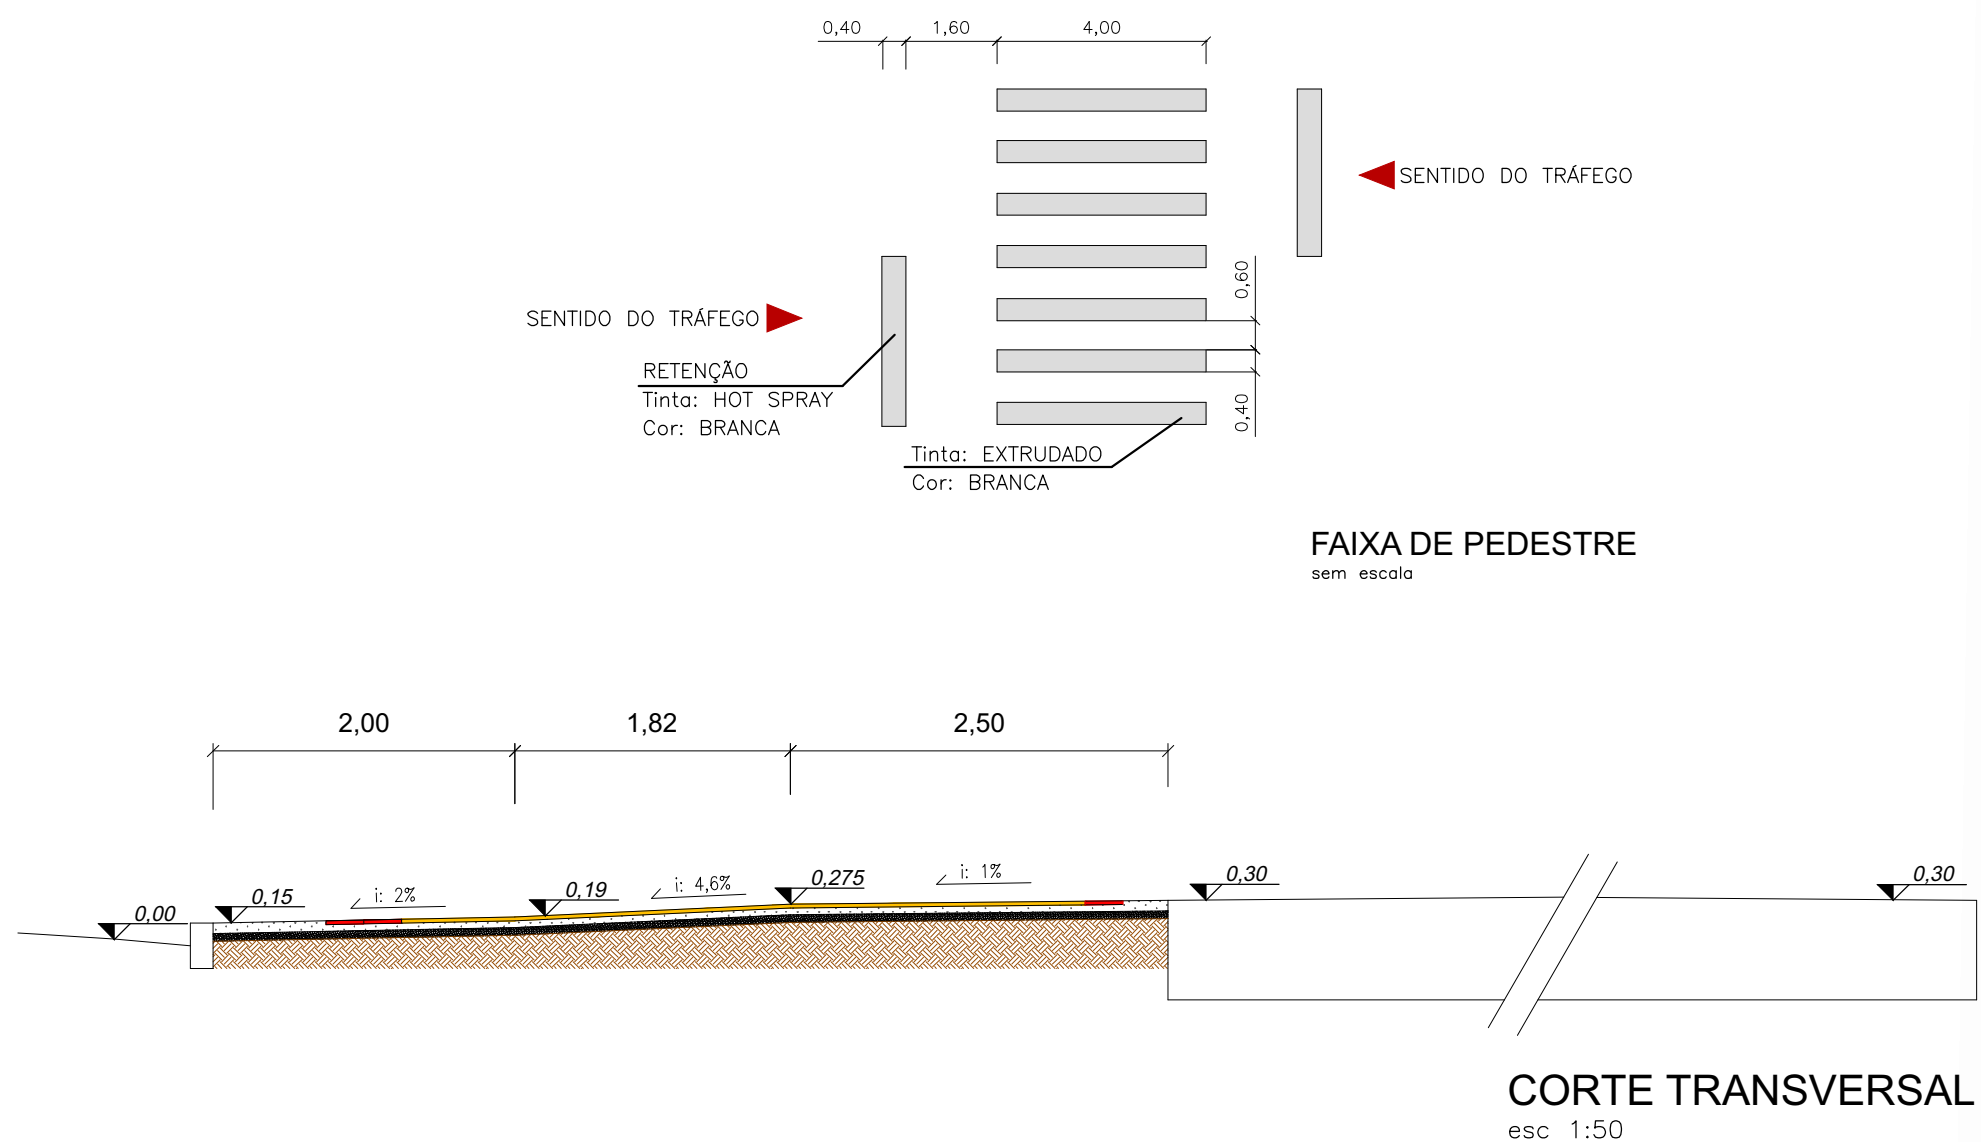 0,40 1,60 4,00
SENTIDO DO TRÁFEGO
0,60
SENTIDO DO TRÁFEGO
RETENÇÃO
Tinta: HOT SPRAY
Cor: BRANCA
0,40
Tinta: EXTRUDADO
Cor: BRANCA
FAIXA DE PEDESTRE
sem escala
2,00 1,82 2,50
0,00 0,15 i: 2% 0,19 i: 4,6% 0,275 i: 1% 0,30 0,30
CORTE TRANSVERSAL
esc 1:50